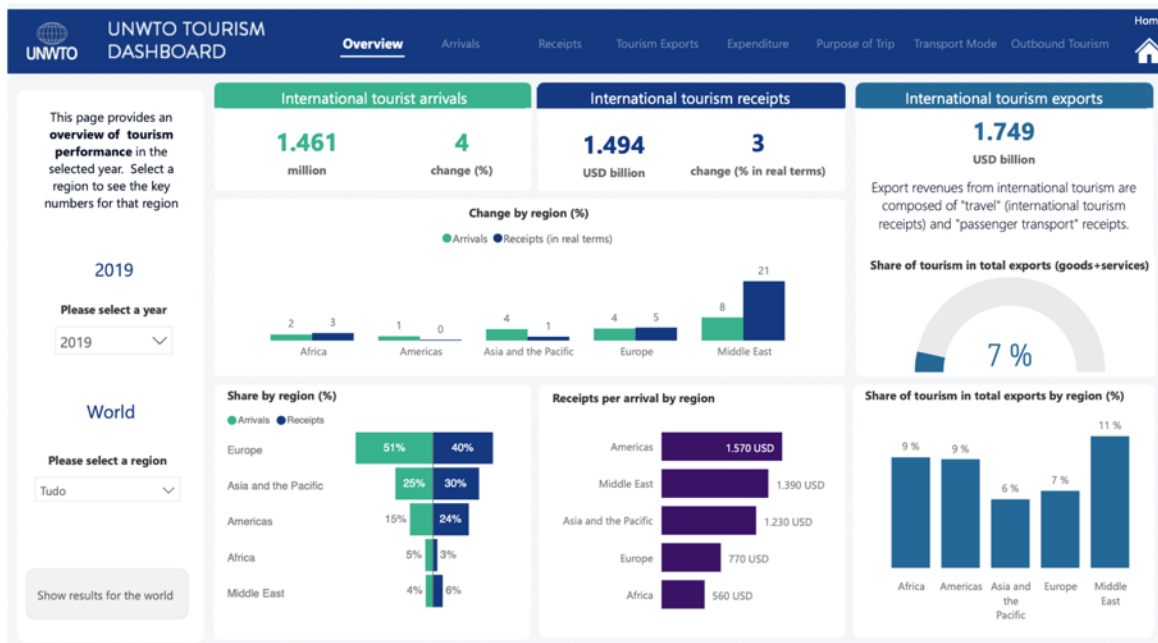 UNWTO
UNWTO TOURISM
DASHBOARD
Overview
Arrivals
Receipts
Tourism Exports
Expenditure
Purpose of Trip
Transport Mode
Outbound Tourism
Hom
This page provides an
overview of tourism
performance in the
selected year. Select a
region to see the key
numbers for that region
2019
Please select a year
2019
World
Please select a region
Tudo
Show results for the world
International tourist arrivals
1.461
million
4
change (%)
International tourism receipts
1.494
USD billion
3
change (% in real terms)
International tourism exports
1.749
USD billion
Export revenues from international tourism are
composed of "travel" (international tourism
receipts) and "passenger transport" receipts.
Share of tourism in total exports (goods+services)
7 %
Change by region (%)
Arrivals
Receipts (in real terms)
2
3
1
0
4
1
4
5
8
21
Africa
Americas
Asia and the Pacific
Europe
Middle East
Share by region (%)
Arrivals
Receipts
Europe
51%
40%
Asia and the Pacific
25%
30%
Americas
15%
24%
Africa
5%
3%
Middle East
4%
6%
Receipts per arrival by region
Americas
1.570 USD
Middle East
1.390 USD
Asia and the Pacific
1.230 USD
Europe
770 USD
Africa
560 USD
Share of tourism in total exports by region (%)
9 %
9 %
6 %
7 %
11 %
Africa
Americas
Asia and
the
Pacific
Europe
Middle
East